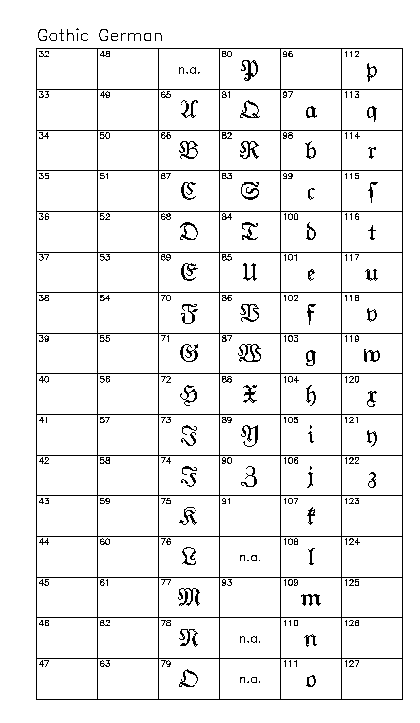 Gothic German
32 48 n.a. 80 P 96 112 p
33 49 65 A 81 Q 97 a 113 q
34 50 66 B 82 R 98 b 114 r
35 51 67 C 83 S 99 c 115 ſ
36 52 68 D 84 T 100 d 116 t
37 53 69 E 85 U 101 e 117 u
38 54 70 F 86 V 102 f 118 v
39 55 71 G 87 W 103 g 119 w
40 56 72 H 88 X 104 h 120 x
41 57 73 I 89 Y 105 i 121 y
42 58 74 J 90 Z 106 j 122 z
43 59 75 K 91 107 k 123
44 60 76 L n.a. 108 l 124
45 61 77 M 93 109 m 125
46 62 78 N n.a. 110 n 126
47 63 79 O n.a. 111 o 127